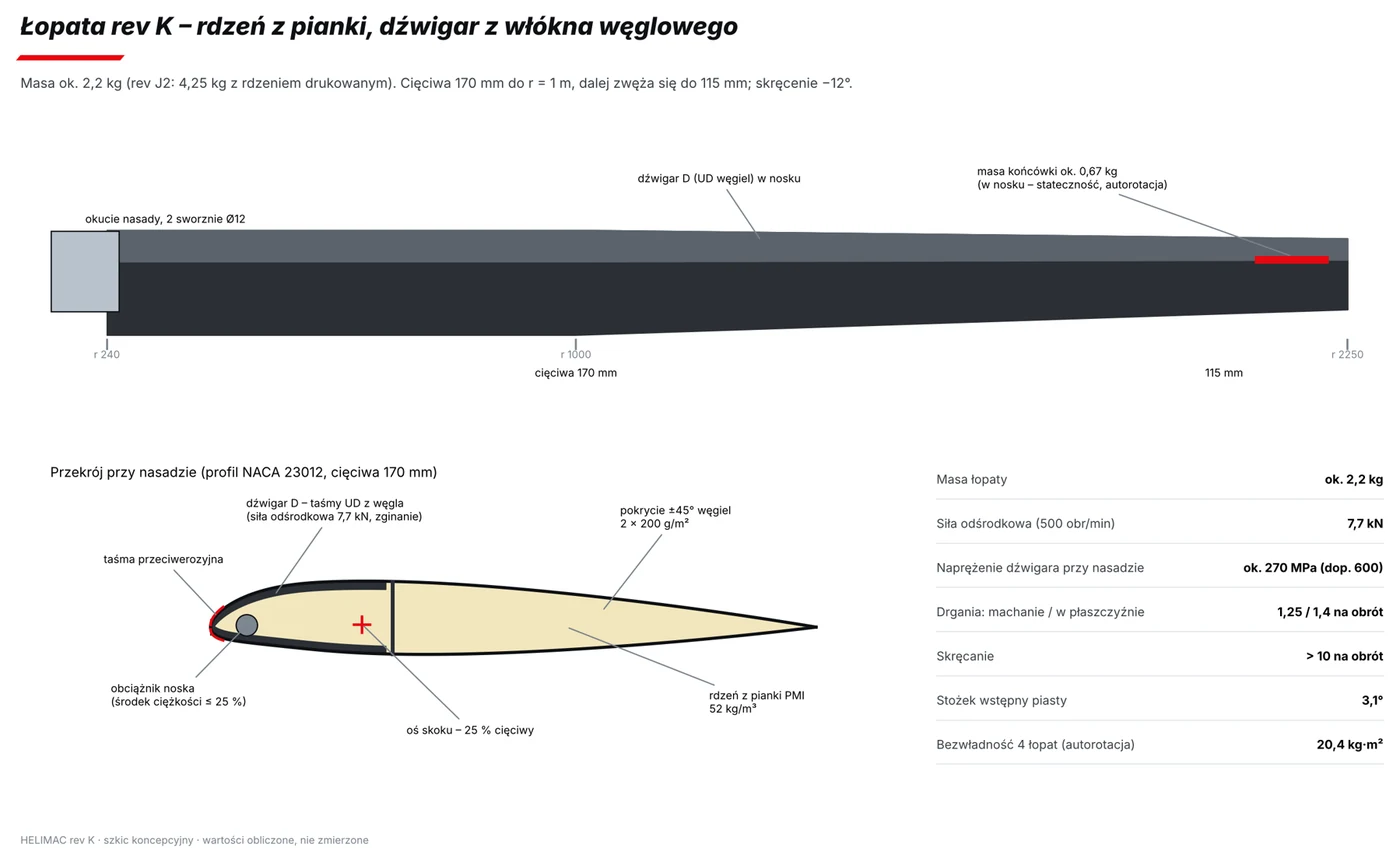 Łopata rev K – rdzeń z pianki, dźwigar z włókna węglowego
Masa ok. 2,2 kg (rev J2: 4,25 kg z rdzeniem drukowanym). Cięciwa 170 mm do r = 1 m, dalej zwęża się do 115 mm; skręcenie −12°.
masa końcówki ok. 0,67 kg
(w nosku – stateczność, autorotacja)
dźwigar D (UD węgiel) w nosku
okucie nasady, 2 sworznie Ø12
r 240
r 1000
r 2250
cięciwa 170 mm
115 mm
Przekrój przy nasadzie (profil NACA 23012, cięciwa 170 mm)
dźwigar D – taśmy UD z węgla
(siła odśrodkowa 7,7 kN, zginanie)
pokrycie ±45° węgiel
2 × 200 g/m²
taśma przeciwerozyjna
obciążnik noska
(środek ciężkości ≤ 25 %)
oś skoku – 25 % cięciwy
rdzeń z pianki PMI
52 kg/m³
Masa łopaty ok. 2,2 kg
Siła odśrodkowa (500 obr/min) 7,7 kN
Naprężenie dźwigara przy nasadzie ok. 270 MPa (dop. 600)
Drgania: machanie / w płaszczyźnie 1,25 / 1,4 na obrót
Skręcanie > 10 na obrót
Stożek wstępny piasty 3,1°
Bezwładność 4 łopat (autorotacja) 20,4 kg·m²
HELIMAC rev K · szkic koncepcyjny · wartości obliczone, nie zmierzone